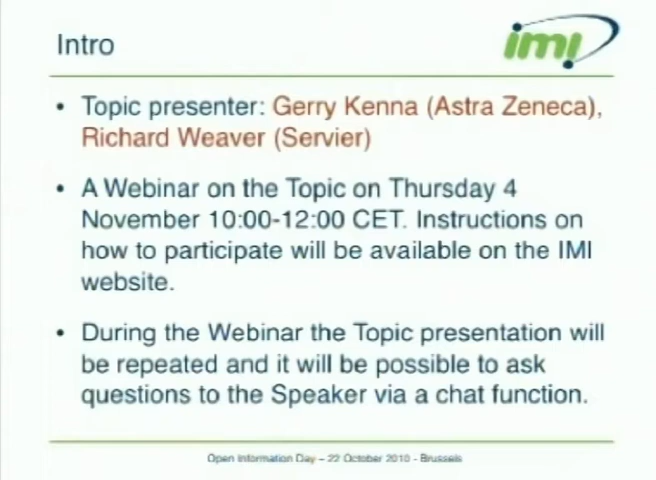 Intro
imi
• Topic presenter: Gerry Kenna (Astra Zeneca),
Richard Weaver (Servier)
• A Webinar on the Topic on Thursday 4
November 10:00-12:00 CET. Instructions on
how to participate will be available on the IMI
website.
• During the Webinar the Topic presentation will
be repeated and it will be possible to ask
questions to the Speaker via a chat function.
Open Information Day – 22 October 2010 - Brussels